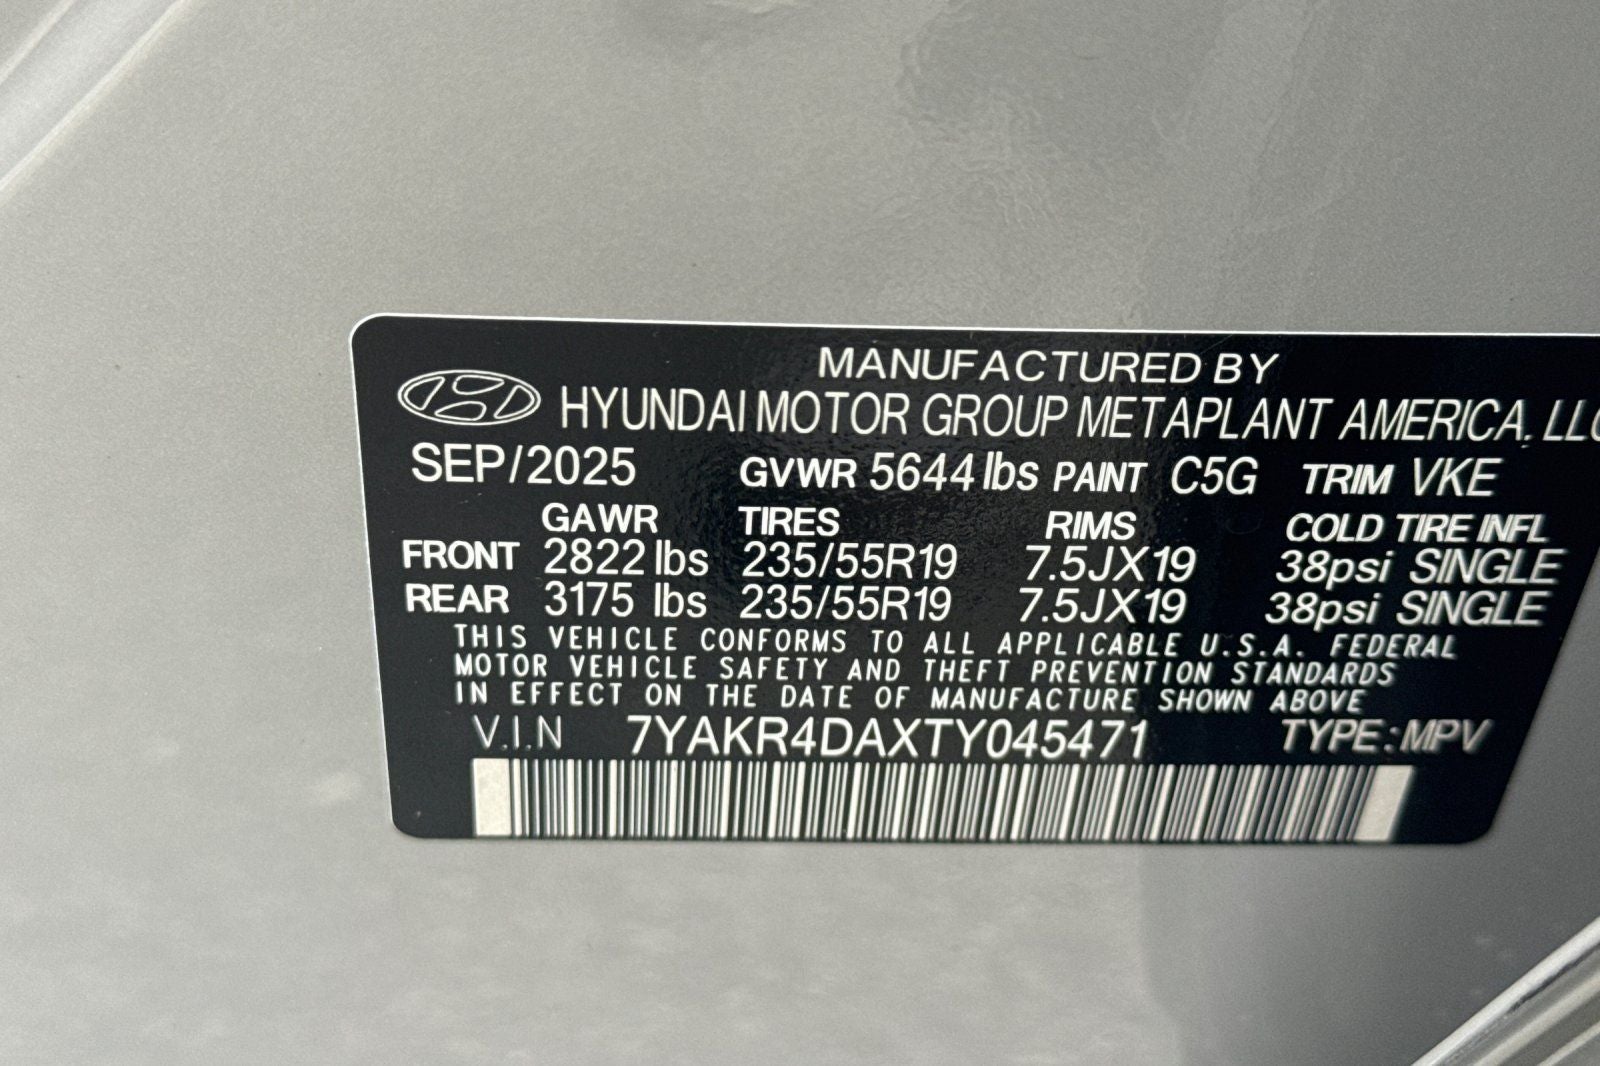 MANUFACTURED BY
HYUNDAI MOTOR GROUP METAPLANT AMERICA, LLC
SEP/2025 GVWR 5644 lbs PAINT C5G TRIM VKE
GAWR TIRES RIMS COLD TIRE INFL
FRONT 2822 lbs 235/55R19 7.5JX19 38psi SINGLE
REAR 3175 lbs 235/55R19 7.5JX19 38psi SINGLE
THIS VEHICLE CONFORMS TO ALL APPLICABLE U.S.A. FEDERAL
MOTOR VEHICLE SAFETY AND THEFT PREVENTION STANDARDS
IN EFFECT ON THE DATE OF MANUFACTURE SHOWN ABOVE
V.I.N 7YAKR4DAXTY045471 TYPE:MPV